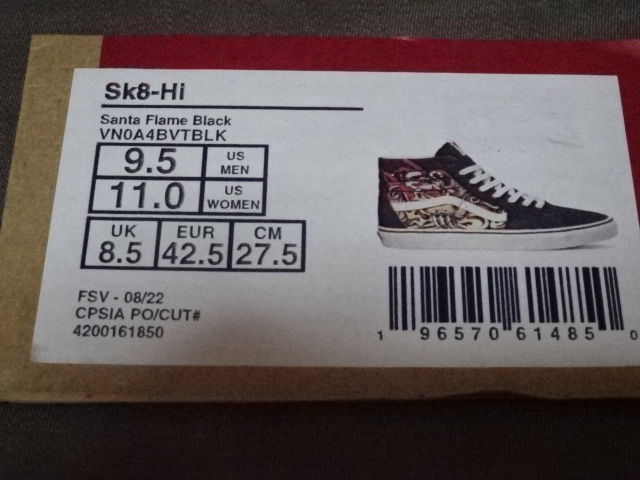 Sk8-Hi
Santa Flame Black
VN0A4BVTBLK
9.5 US MEN
11.0 US WOMEN
UK EUR CM
8.5 42.5 27.5
FSV - 08/22
CPSIA PO/CUT#
4200161850
1 96570 61485 0